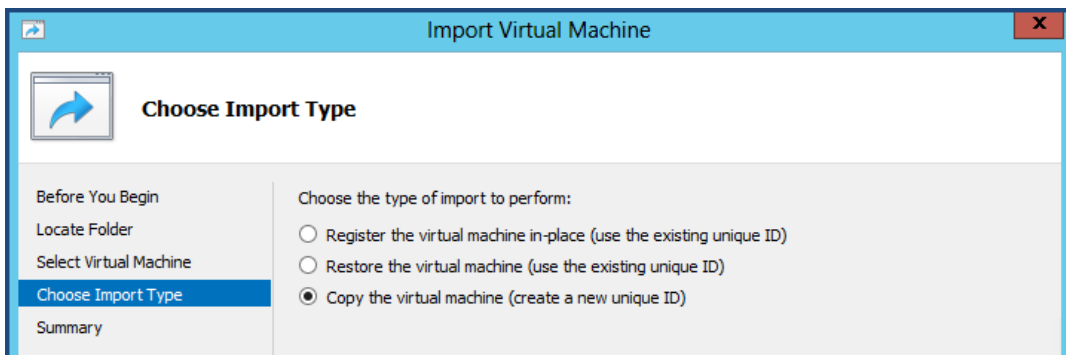 Import Virtual Machine
X
Choose Import Type
Before You Begin
Locate Folder
Select Virtual Machine
Choose Import Type
Summary
Choose the type of import to perform:
Register the virtual machine in-place (use the existing unique ID)
Restore the virtual machine (use the existing unique ID)
Copy the virtual machine (create a new unique ID)